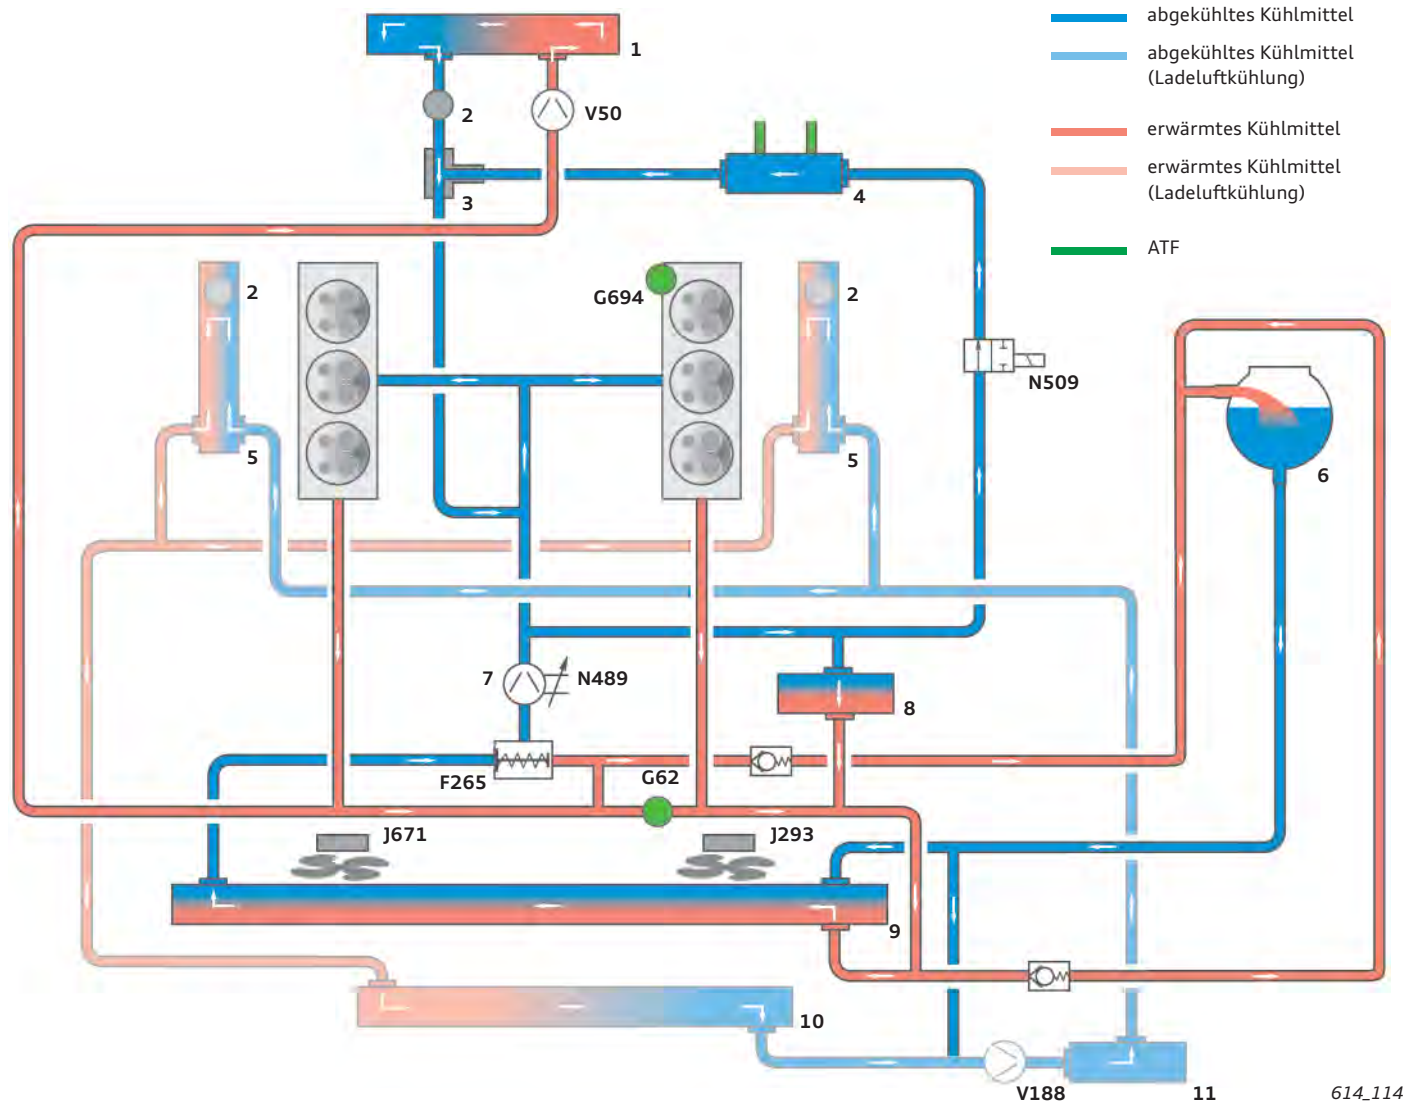 abgekühltes Kühlmittel
abgekühltes Kühlmittel
(Ladeluftkühlung)
erwärmtes Kühlmittel
erwärmtes Kühlmittel
(Ladeluftkühlung)
ATF
1
2
V50
3
4
2
G694
2
N509
5
5
6
7
N489
8
F265
G62
J671
J293
9
10
V188
11
614_114